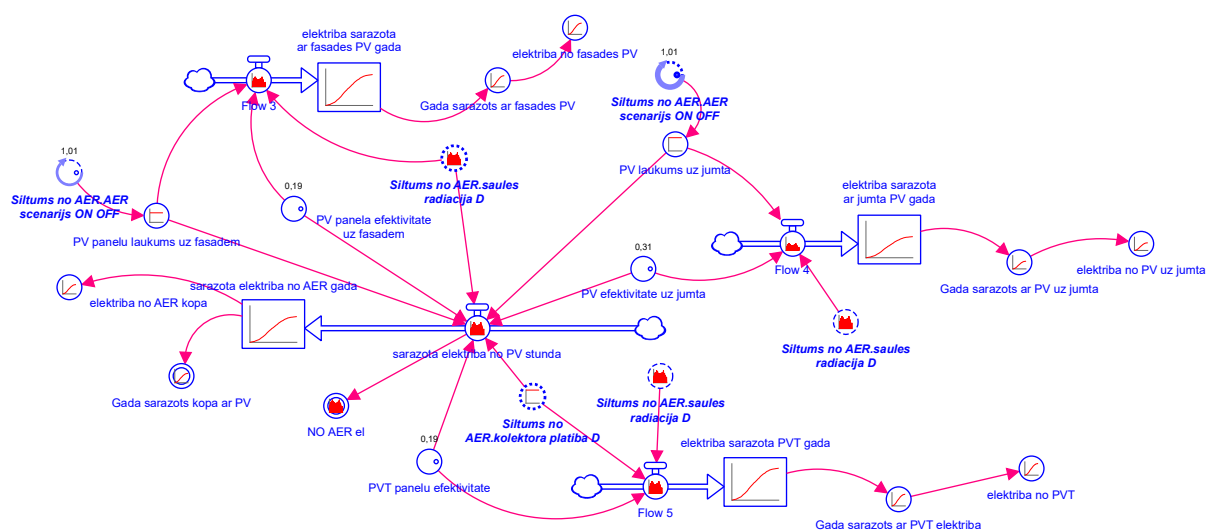 elektriba sarazota
ar fasades PV gada
elektriba no fasades PV
Flow 3
Gada sarazots ar fasades PV
1,01
Siltums no AER.AER
scenarijs ON OFF
PV laukums uz jumta
1,01
Siltums no AER.AER
scenarijs ON OFF
PV panelu laukums uz fasadem
0,19
PV panela efektivitate
uz fasadem
Siltums no AER.saules
radiacija D
elektriba sarazota
ar jumta PV gada
Flow 4
elektriba no PV uz jumta
Gada sarazots ar PV uz jumta
0,31
PV efektivitate uz jumta
Siltums no AER.saules
radiacija D
elektriba no AER kopa
sarazota elektriba no AER gada
sarazota elektriba no PV stunda
Gada sarazots kopa ar PV
NO AER el
Siltums no
AER.kolektora platiba D
Siltums no AER.saules
radiacija D
0,19
PVT panelu efektivitate
elektriba sarazota PVT gada
Flow 5
elektriba no PVT
Gada sarazots ar PVT elektriba